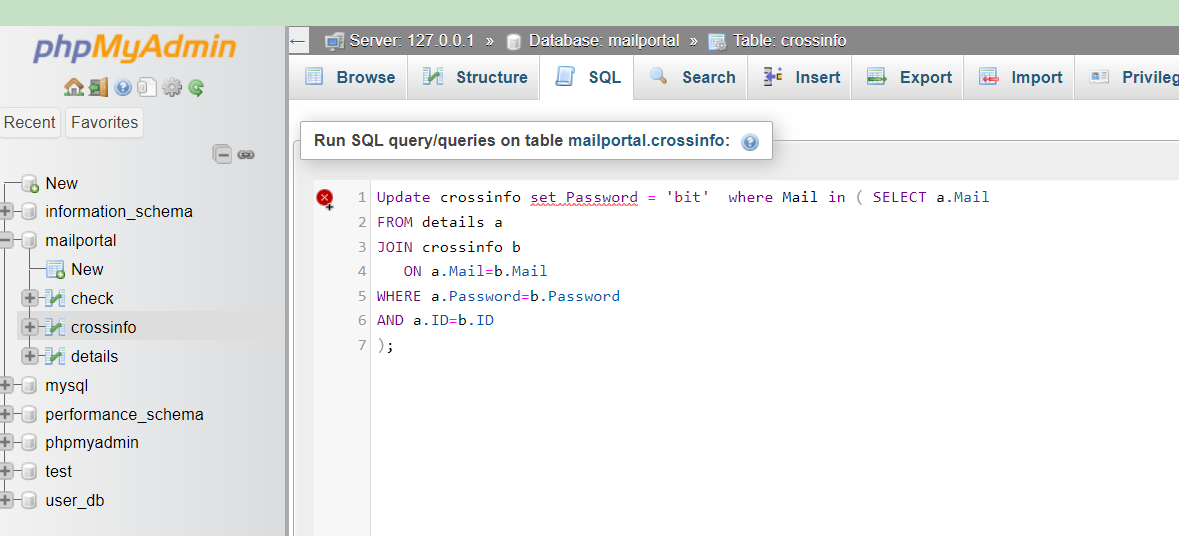 phpMyAdmin
Recent Favorites
New
information_schema
mailportal
New
check
crossinfo
details
mysql
performance_schema
phpmyadmin
test
user_db
Server: 127.0.0.1 » Database: mailportal » Table: crossinfo
Browse Structure SQL Search Insert Export Import Privileg
Run SQL query/queries on table mailportal.crossinfo:
1 Update crossinfo set Password = 'bit'  where Mail in ( SELECT a.Mail
2 FROM details a
3 JOIN crossinfo b
4    ON a.Mail=b.Mail
5 WHERE a.Password=b.Password
6 AND a.ID=b.ID
7 );